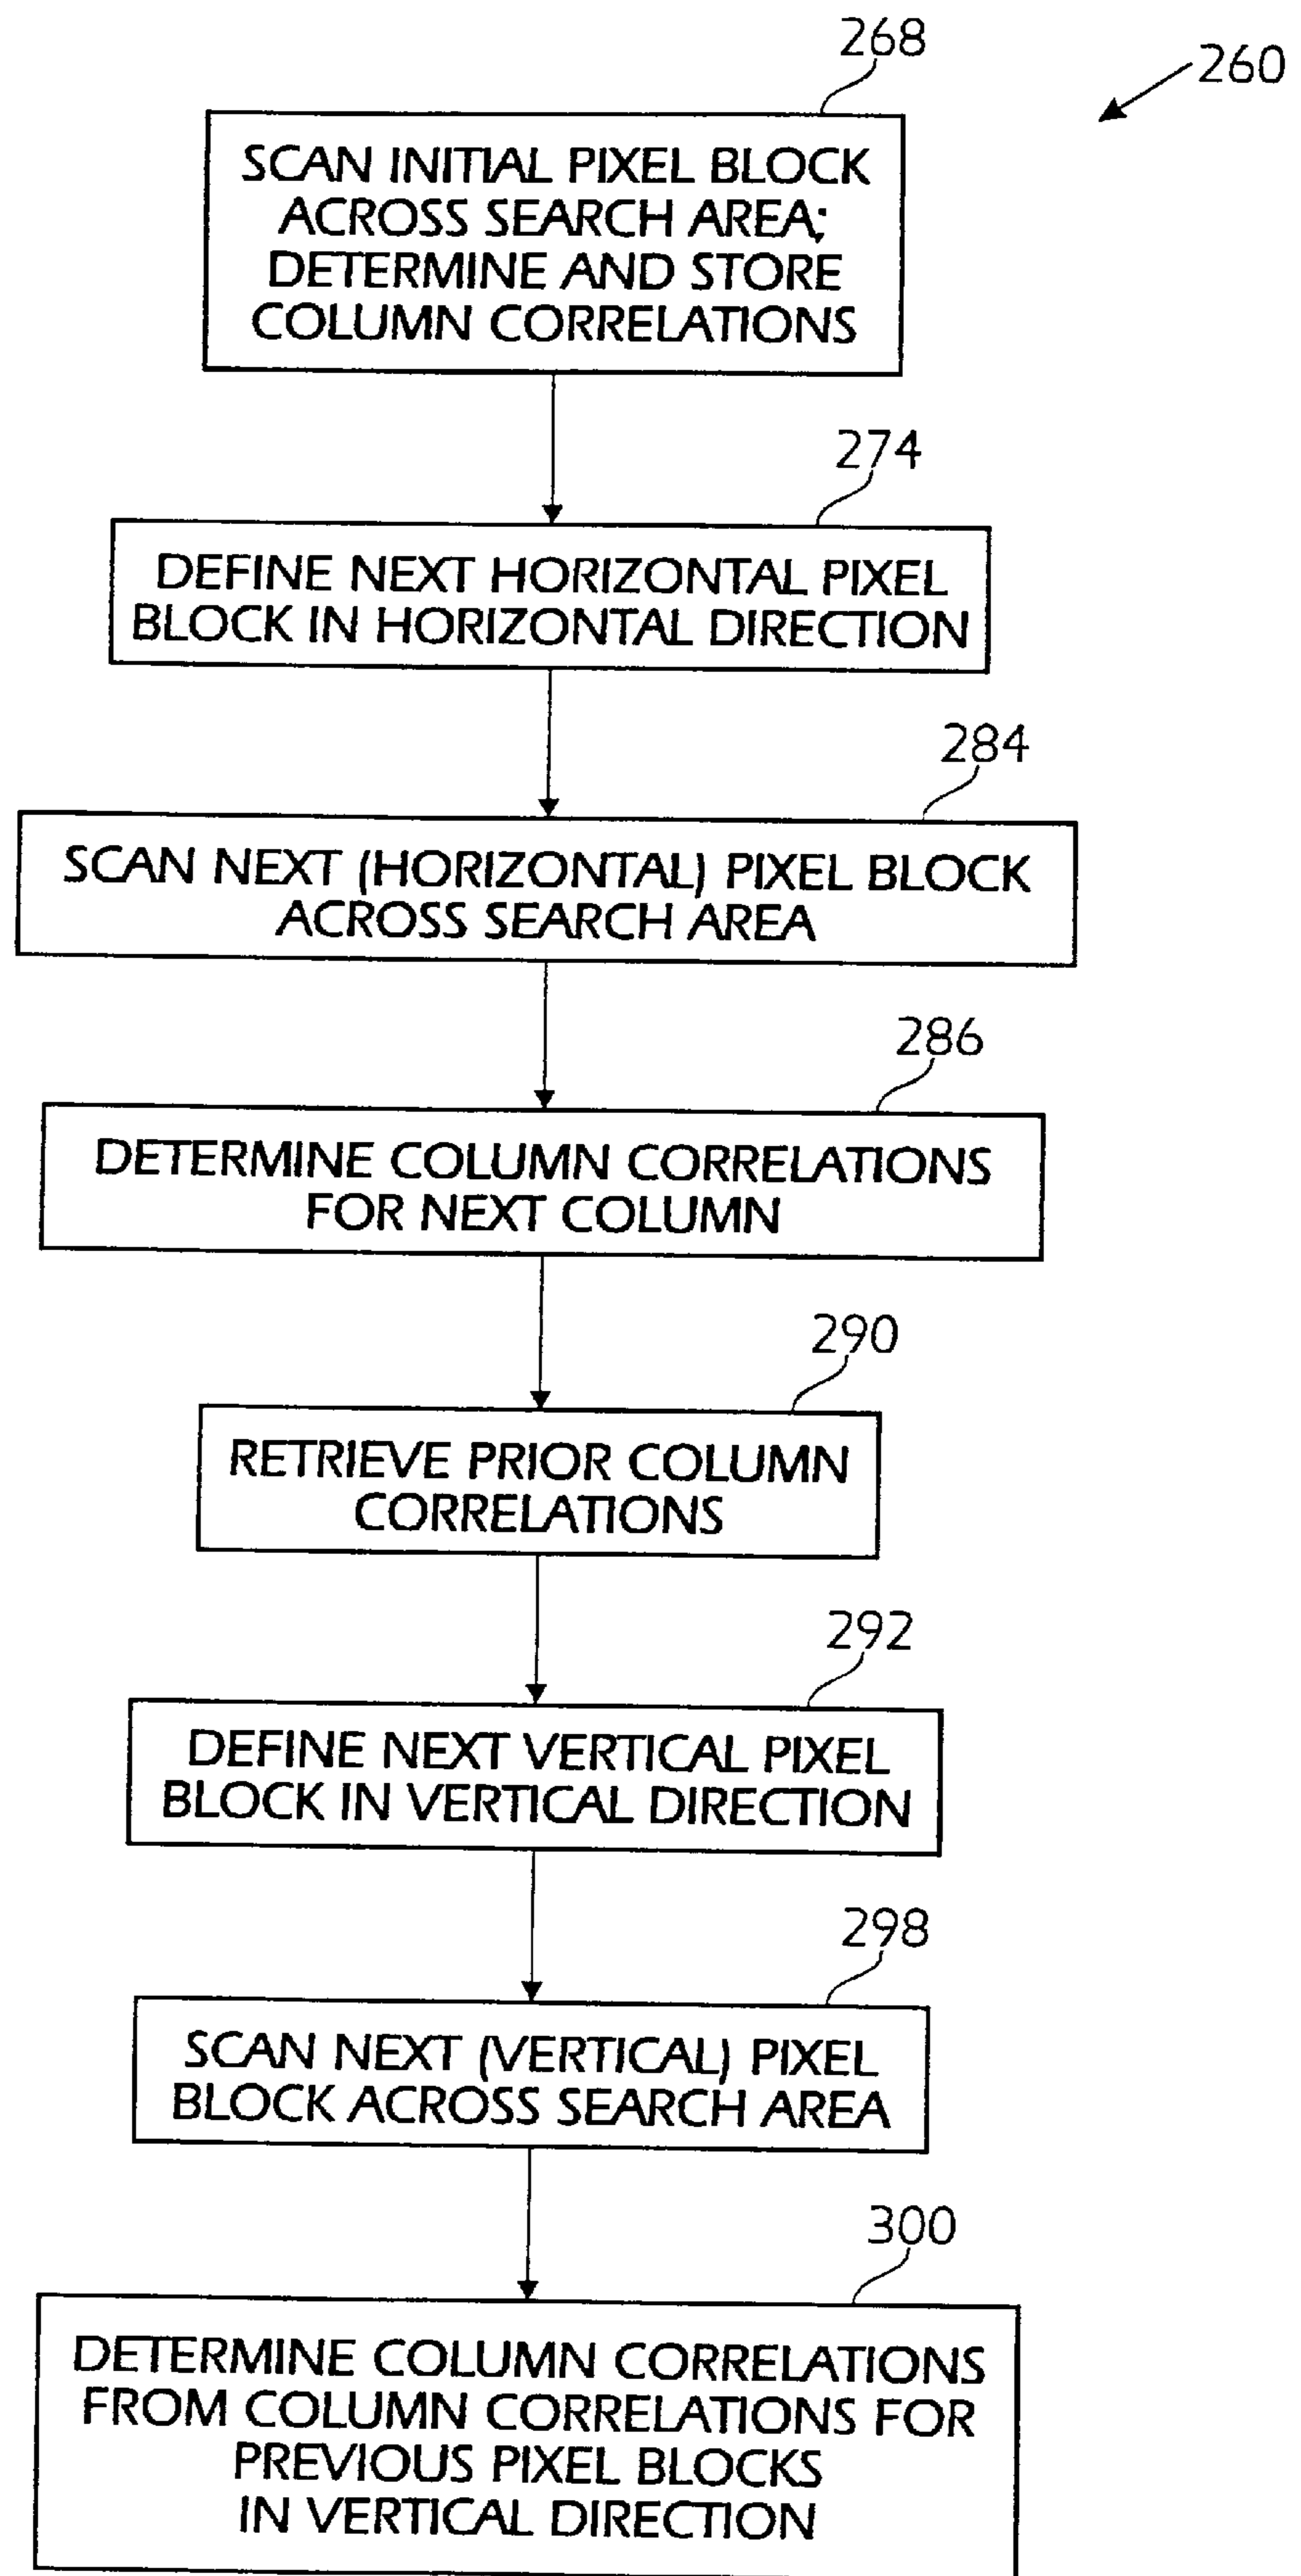 268
260
SCAN INITIAL PIXEL BLOCK
ACROSS SEARCH AREA;
DETERMINE AND STORE
COLUMN CORRELATIONS
274
DEFINE NEXT HORIZONTAL PIXEL
BLOCK IN HORIZONTAL DIRECTION
284
SCAN NEXT (HORIZONTAL) PIXEL BLOCK
ACROSS SEARCH AREA
286
DETERMINE COLUMN CORRELATIONS
FOR NEXT COLUMN
290
RETRIEVE PRIOR COLUMN
CORRELATIONS
292
DEFINE NEXT VERTICAL PIXEL
BLOCK IN VERTICAL DIRECTION
298
SCAN NEXT (VERTICAL) PIXEL
BLOCK ACROSS SEARCH AREA
300
DETERMINE COLUMN CORRELATIONS
FROM COLUMN CORRELATIONS FOR
PREVIOUS PIXEL BLOCKS
IN VERTICAL DIRECTION